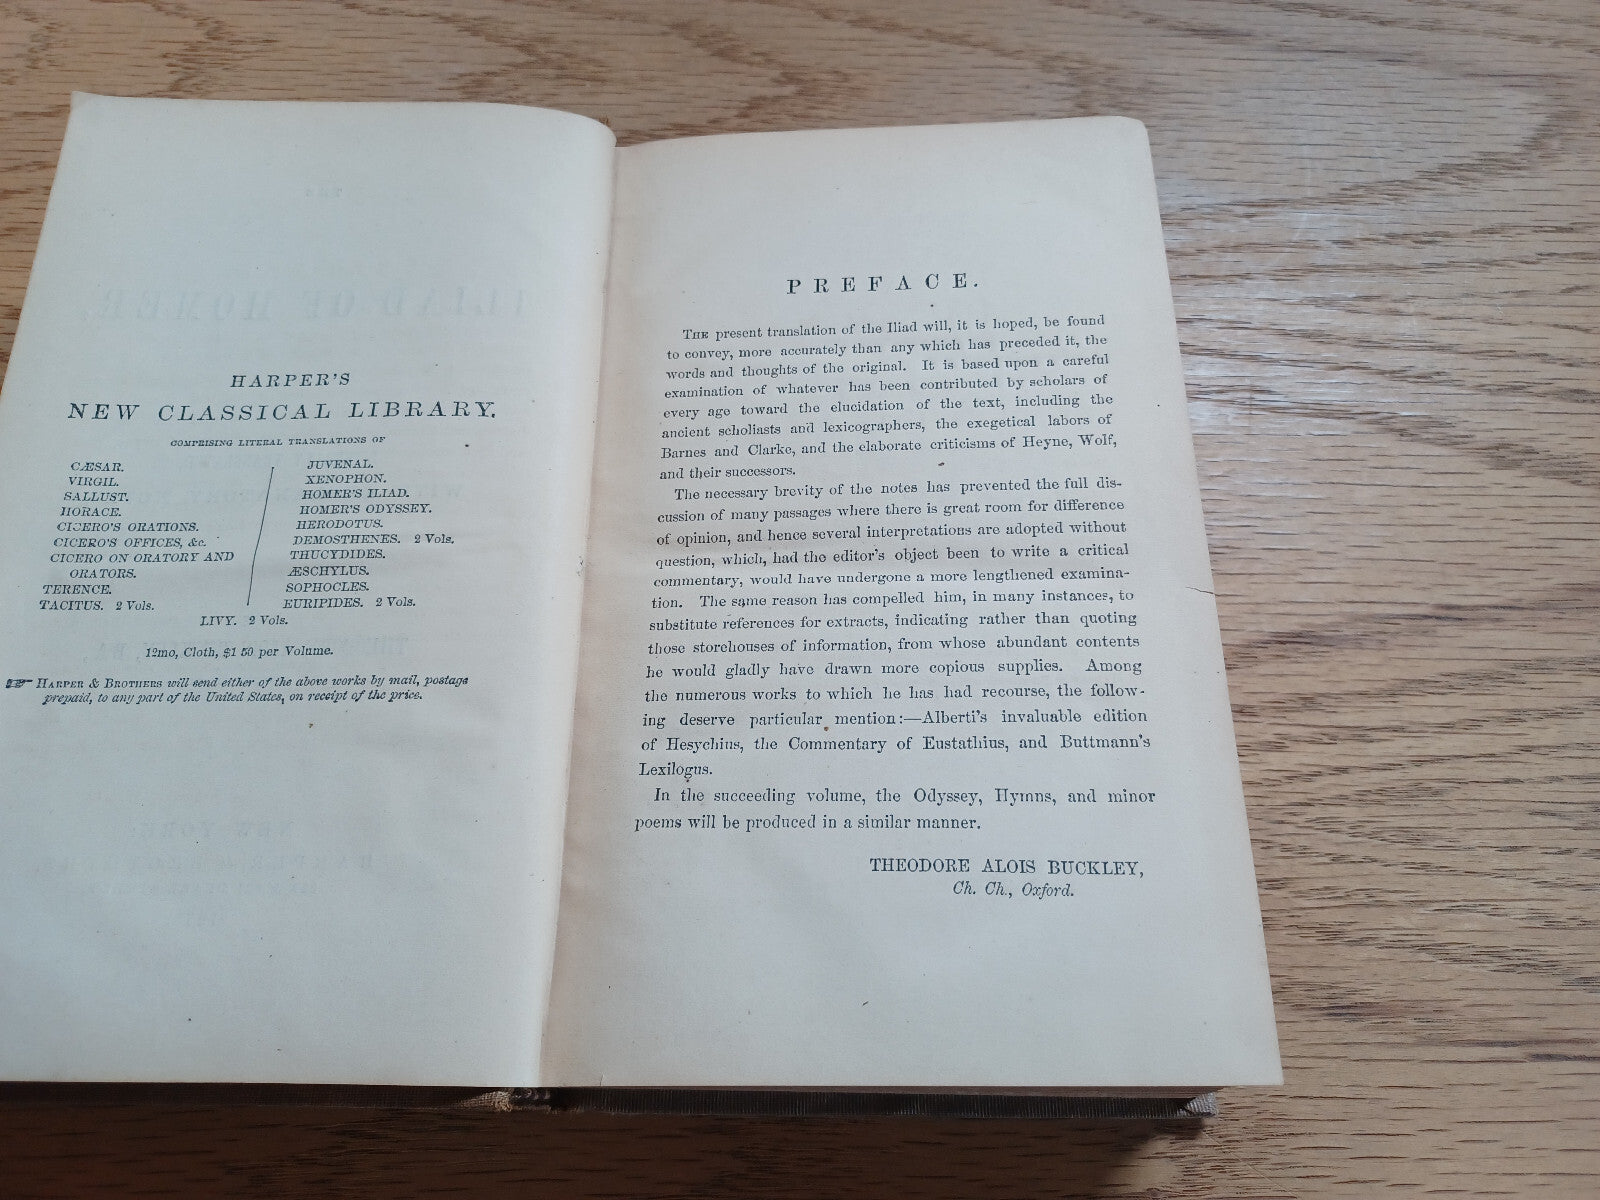 HARPER'S
NEW CLASSICAL LIBRARY.
COMPRISING LITERAL TRANSLATIONS OF
CÆSAR.
VIRGIL.
SALLUST.
HORACE.
CICERO'S ORATIONS.
CICERO'S OFFICES, &c.
CICERO ON ORATORY AND
ORATORS.
TERENCE.
TACITUS. 2 Vols.
JUVENAL.
XENOPHON.
HOMER'S ILIAD.
HOMER'S ODYSSEY.
HERODOTUS.
DEMOSTHENES. 2 Vols.
THUCYDIDES.
ÆSCHYLUS.
SOPHOCLES.
EURIPIDES. 2 Vols.
LIVY. 2 Vols.
12mo, Cloth, $1 50 per Volume.
☞ HARPER & BROTHERS will send either of the above works by mail, postage
prepaid, to any part of the United States, on receipt of the price.
PREFACE.
THE present translation of the Iliad will, it is hoped, be found
to convey, more accurately than any which has preceded it, the
words and thoughts of the original. It is based upon a careful
examination of whatever has been contributed by scholars of
every age toward the elucidation of the text, including the
ancient scholiasts and lexicographers, the exegetical labors of
Barnes and Clarke, and the elaborate criticisms of Heyne, Wolf,
and their successors.
The necessary brevity of the notes has prevented the full dis-
cussion of many passages where there is great room for difference
of opinion, and hence several interpretations are adopted without
question, which, had the editor's object been to write a critical
commentary, would have undergone a more lengthened examina-
tion. The same reason has compelled him, in many instances, to
substitute references for extracts, indicating rather than quoting
those storehouses of information, from whose abundant contents
he would gladly have drawn more copious supplies. Among
the numerous works to which he has had recourse, the follow-
ing deserve particular mention:—Alberti's invaluable edition
of Hesychius, the Commentary of Eustathius, and Buttmann's
Lexilogus.
In the succeeding volume, the Odyssey, Hymns, and minor
poems will be produced in a similar manner.
THEODORE ALOIS BUCKLEY,
Ch. Ch., Oxford.